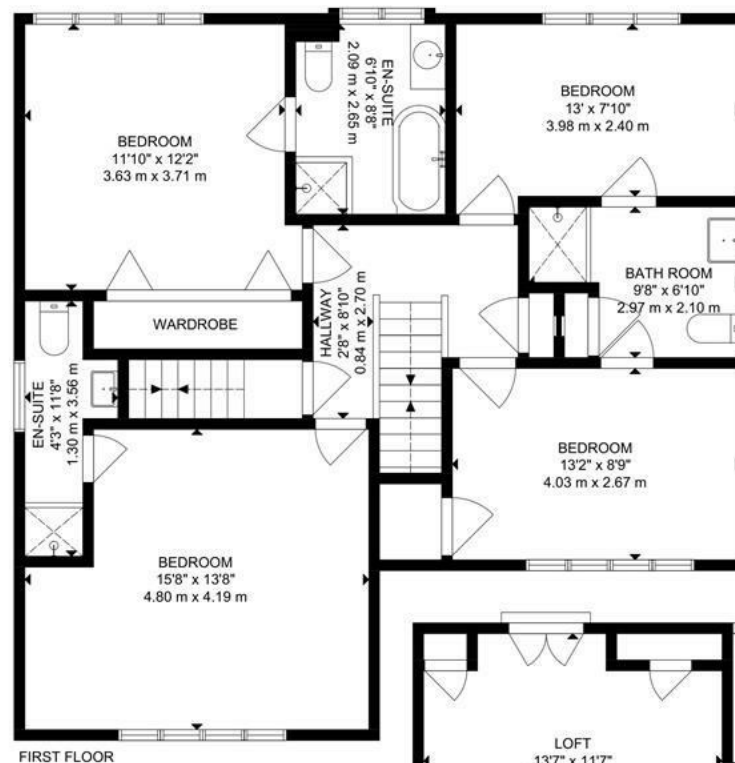 BEDROOM
11'10" x 12'2"
3.63 m x 3.71 m
EN-SUITE
6'10" x 8'8"
2.09 m x 2.65 m
BEDROOM
13' x 7'10"
3.98 m x 2.40 m
BATH ROOM
9'8" x 6'10"
2.97 m x 2.10 m
HALLWAY
2'8" x 8'10"
0.84 m x 2.70 m
WARDROBE
EN-SUITE
4'3" x 11'8"
1.30 m x 3.56 m
BEDROOM
13'2" x 8'9"
4.03 m x 2.67 m
BEDROOM
15'8" x 13'8"
4.80 m x 4.19 m
FIRST FLOOR
LOFT
13'7" x 11'7"